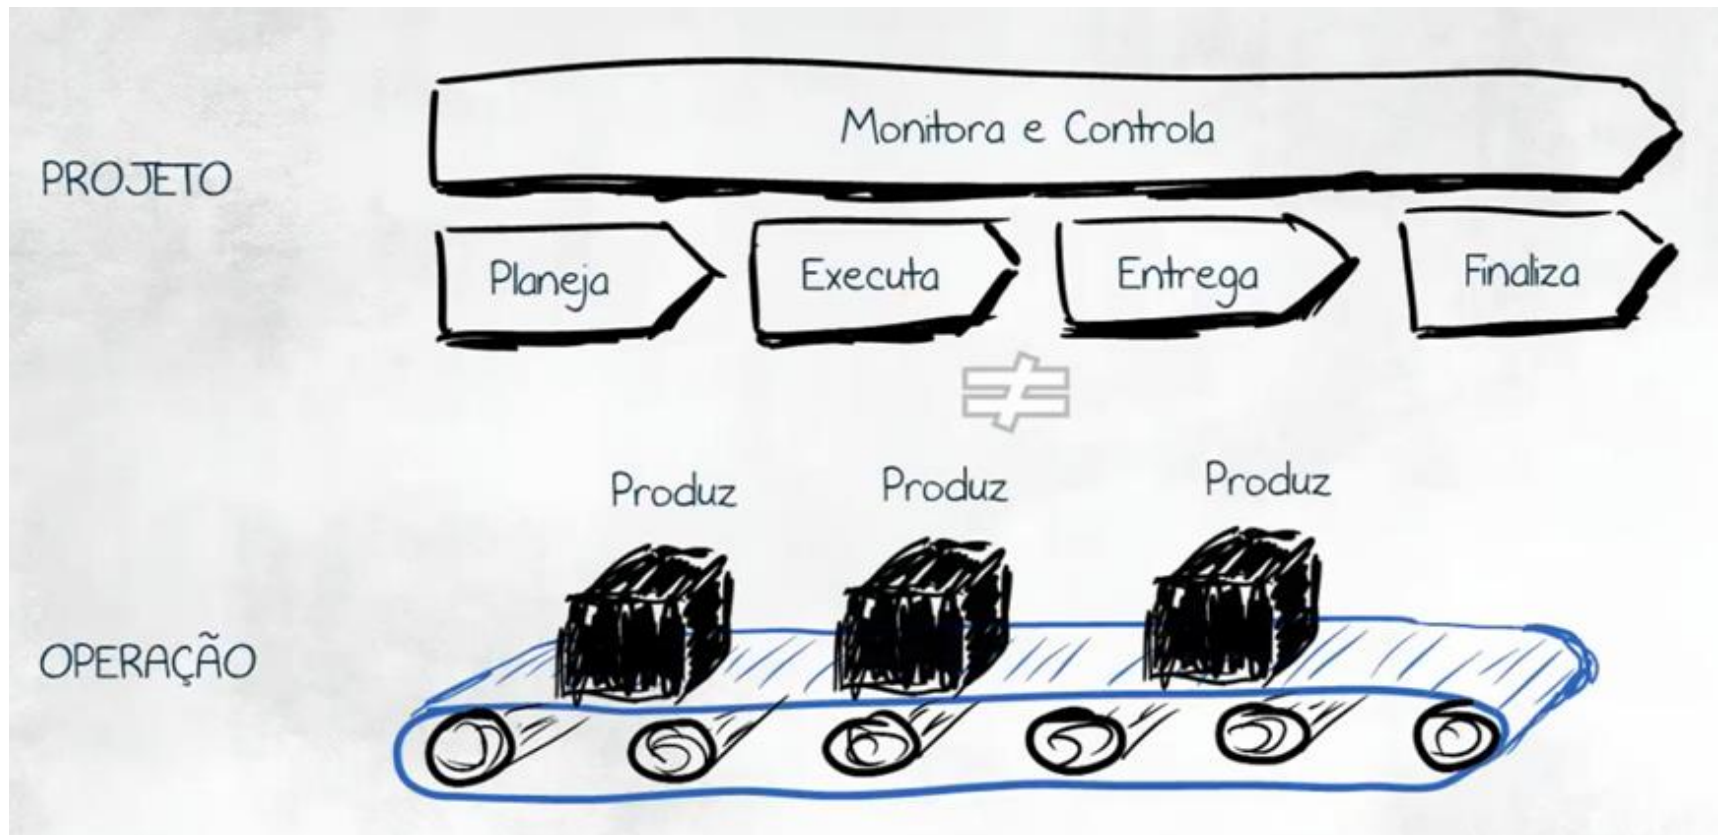 PROJETO
Monitora e Controla
Planeja
Executa
Entrega
Finaliza
≠
Produz
Produz
Produz
OPERAÇÃO